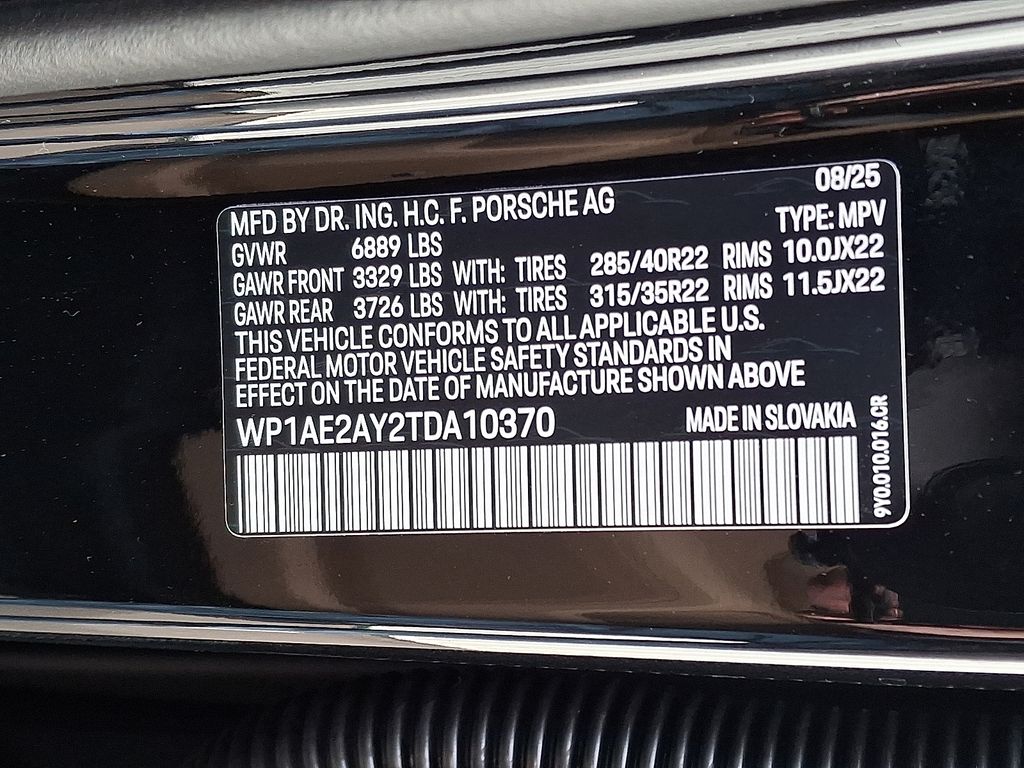 08/25
MFD BY DR. ING. H.C. F. PORSCHE AG
TYPE: MPV
GVWR 6889 LBS
GAWR FRONT 3329 LBS WITH: TIRES 285/40R22 RIMS 10.0JX22
GAWR REAR 3726 LBS WITH: TIRES 315/35R22 RIMS 11.5JX22
THIS VEHICLE CONFORMS TO ALL APPLICABLE U.S.
FEDERAL MOTOR VEHICLE SAFETY STANDARDS IN
EFFECT ON THE DATE OF MANUFACTURE SHOWN ABOVE
WP1AE2AY2TDA10370 MADE IN SLOVAKIA
9Y0.010.016.CR